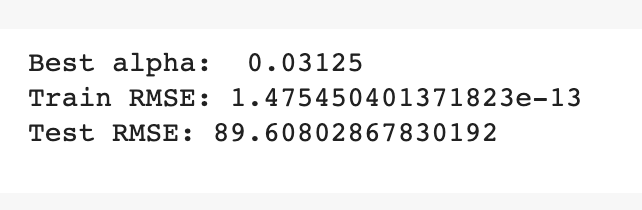 Best alpha:  0.03125
Train RMSE: 1.475450401371823e-13
Test RMSE: 89.60802867830192